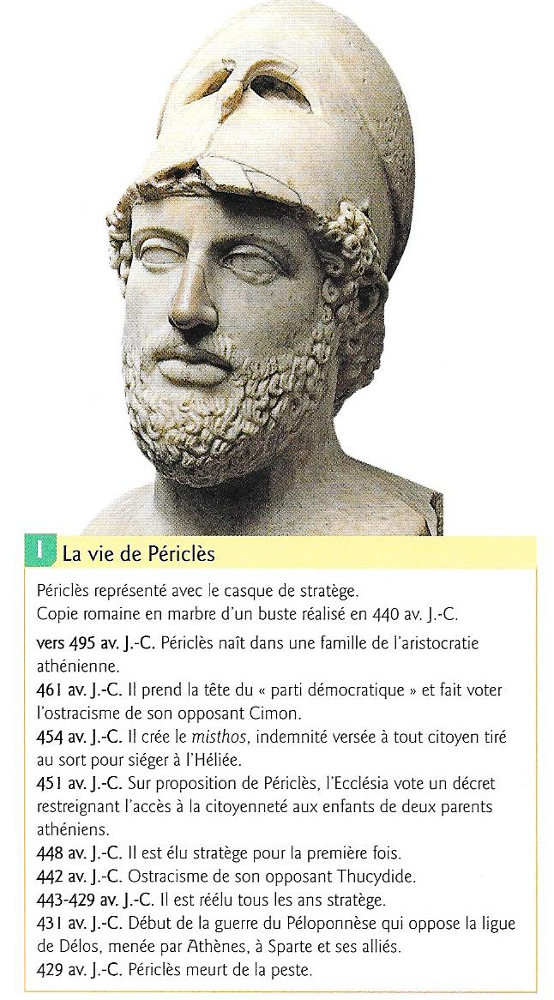 1 La vie de Périclès
Périclès représenté avec le casque de stratège.
Copie romaine en marbre d'un buste réalisé en 440 av. J.-C.
vers 495 av. J.-C. Périclès naît dans une famille de l'aristocratie
athénienne.
461 av. J.-C. Il prend la tête du « parti démocratique » et fait voter
l'ostracisme de son opposant Cimon.
454 av. J.-C. Il crée le misthos, indemnité versée à tout citoyen tiré
au sort pour siéger à l'Héliée.
451 av. J.-C. Sur proposition de Périclès, l'Ecclésia vote un décret
restreignant l'accès à la citoyenneté aux enfants de deux parents
athéniens.
448 av. J.-C. Il est élu stratège pour la première fois.
442 av. J.-C. Ostracisme de son opposant Thucydide.
443-429 av. J.-C. Il est réélu tous les ans stratège.
431 av. J.-C. Début de la guerre du Péloponnèse qui oppose la ligue
de Délos, menée par Athènes, à Sparte et ses alliés.
429 av. J.-C. Périclès meurt de la peste.